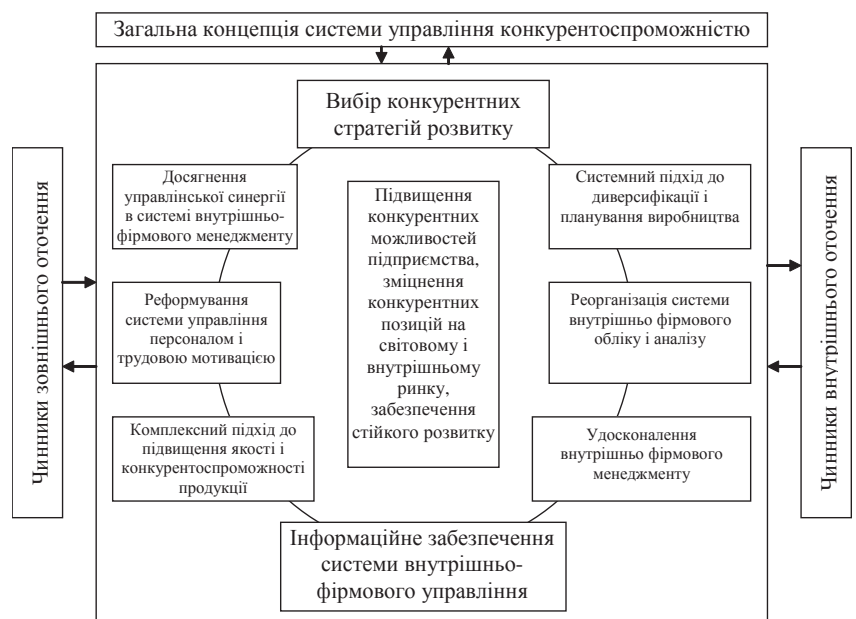 Загальна концепція системи управління конкурентоспроможністю
Вибір конкурентних
стратегій розвитку
Чинники зовнішнього оточення
Досягнення
управлінської синергії
в системі внутрішньо-
фірмового менеджменту
Реформування
системи управління
персоналом і
трудовою мотивацією
Комплексний підхід до
підвищення якості і
конкурентоспроможності
продукції
Підвищення
конкурентних
можливостей
підприємства,
зміцнення
конкурентних
позицій на
світовому і
внутрішньому
ринку,
забезпечення
стійкого розвитку
Системний підхід до
диверсифікації і
планування виробництва
Реорганізація системи
внутрішньо фірмового
обліку і аналізу
Удосконалення
внутрішньо фірмового
менеджменту
Чинники внутрішнього оточення
Інформаційне забезпечення
системи внутрішньо-
фірмового управління